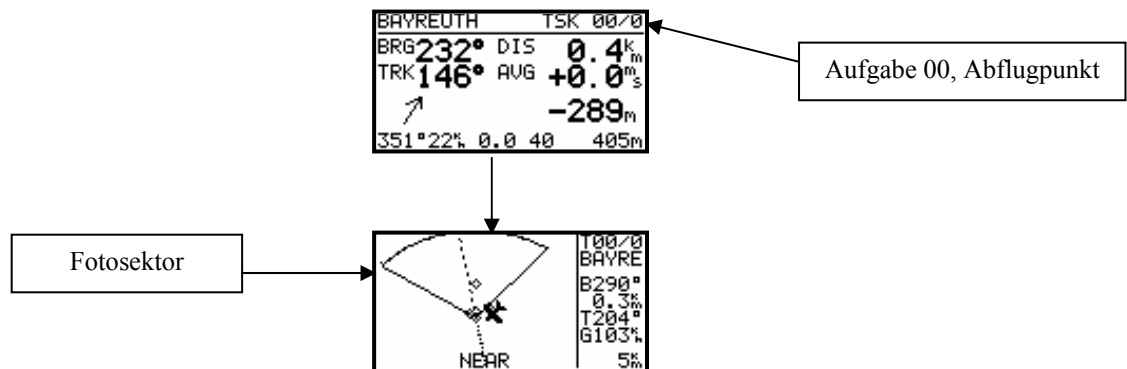 BAYREUTH TSK 00/0
BRG232° DIS 0.4km
TRK146° AVG +0.0m/s
-289m
351°22km/h 0.0 40 405m
Aufgabe 00, Abflugpunkt
Fotosektor
T00/0
BAYRE
B290°
0.3km
T204°
G103km/h
NEAR 5km